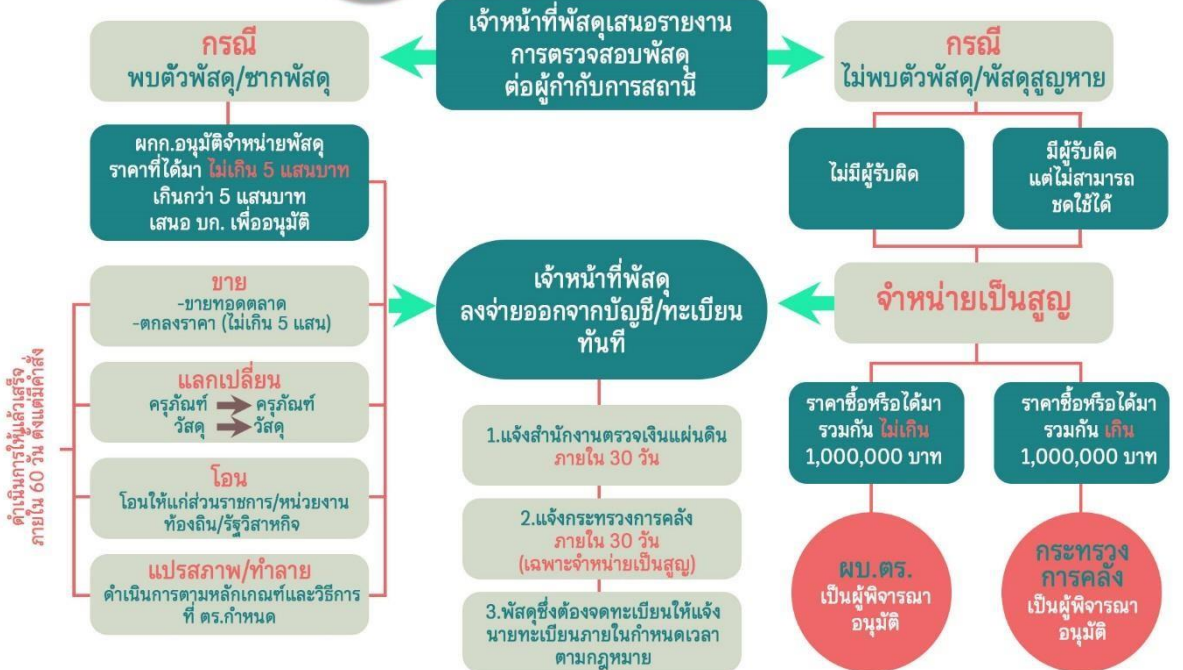 เจ้าหน้าที่พัสดุเสนอรายงาน
การตรวจสอบพัสดุ
ต่อผู้กำกับการสถานี
กรณี
พบตัวพัสดุ/ซากพัสดุ
ผกก.อนุมัติจำหน่ายพัสดุ
ราคาที่ได้มา ไม่เกิน 5 แสนบาท
เกินกว่า 5 แสนบาท
เสนอ บก. เพื่ออนุมัติ
ดำเนินการให้แล้วเสร็จ
ภายใน 60 วัน ตั้งแต่มีคำสั่ง
ขาย
-ขายทอดตลาด
-ตกลงราคา (ไม่เกิน 5 แสน)
แลกเปลี่ยน
ครุภัณฑ์ ครุภัณฑ์
วัสดุ วัสดุ
โอน
โอนให้แก่ส่วนราชการ/หน่วยงาน
ท้องถิ่น/รัฐวิสาหกิจ
แปรสภาพ/ทำลาย
ดำเนินการตามหลักเกณฑ์และวิธีการ
ที่ ตร.กำหนด
กรณี
ไม่พบตัวพัสดุ/พัสดุสูญหาย
ไม่มีผู้รับผิด
มีผู้รับผิด
แต่ไม่สามารถ
ชดใช้ได้
จำหน่ายเป็นสูญ
ราคาซื้อหรือได้มา
รวมกัน ไม่เกิน
1,000,000 บาท
ผบ.ตร.
เป็นผู้พิจารณา
อนุมัติ
ราคาซื้อหรือได้มา
รวมกัน เกิน
1,000,000 บาท
กระทรวง
การคลัง
เป็นผู้พิจารณา
อนุมัติ
เจ้าหน้าที่พัสดุ
ลงจ่ายออกจากบัญชี/ทะเบียน
ทันที
1.แจ้งสำนักงานตรวจเงินแผ่นดิน
ภายใน 30 วัน
2.แจ้งกระทรวงการคลัง
ภายใน 30 วัน
(เฉพาะจำหน่ายเป็นสูญ)
3.พัสดุซึ่งต้องจดทะเบียนให้แจ้ง
นายทะเบียนภายในกำหนดเวลา
ตามกฎหมาย